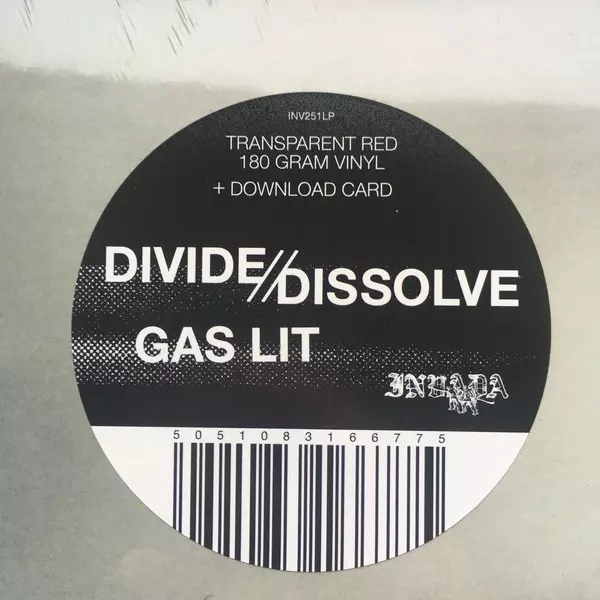 INV251LP
TRANSPARENT RED
180 GRAM VINYL
+ DOWNLOAD CARD
DIVIDE//DISSOLVE
GAS LIT
INVADA
5051083166775